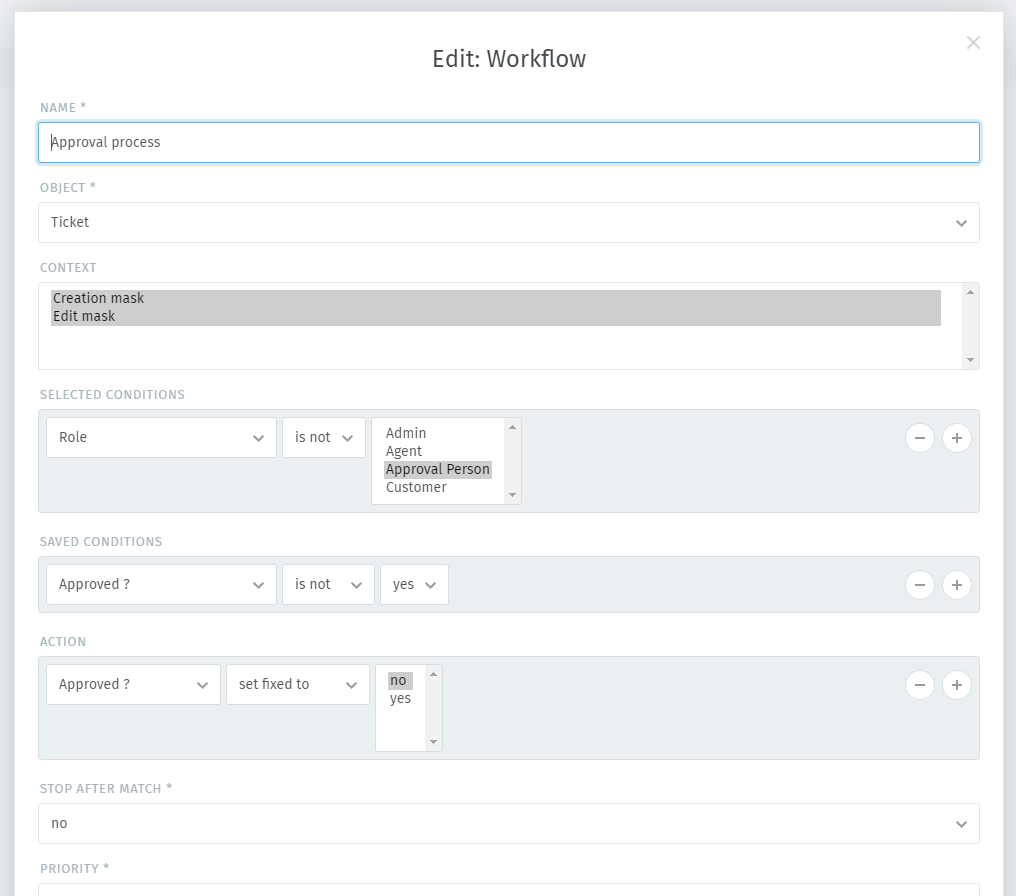 Edit: Workflow
NAME *
Approval process
OBJECT *
Ticket
CONTEXT
Creation mask
Edit mask
SELECTED CONDITIONS
Role is not
Admin
Agent
Approval Person
Customer
SAVED CONDITIONS
Approved ? is not yes
ACTION
Approved ? set fixed to
no
yes
STOP AFTER MATCH *
no
PRIORITY *